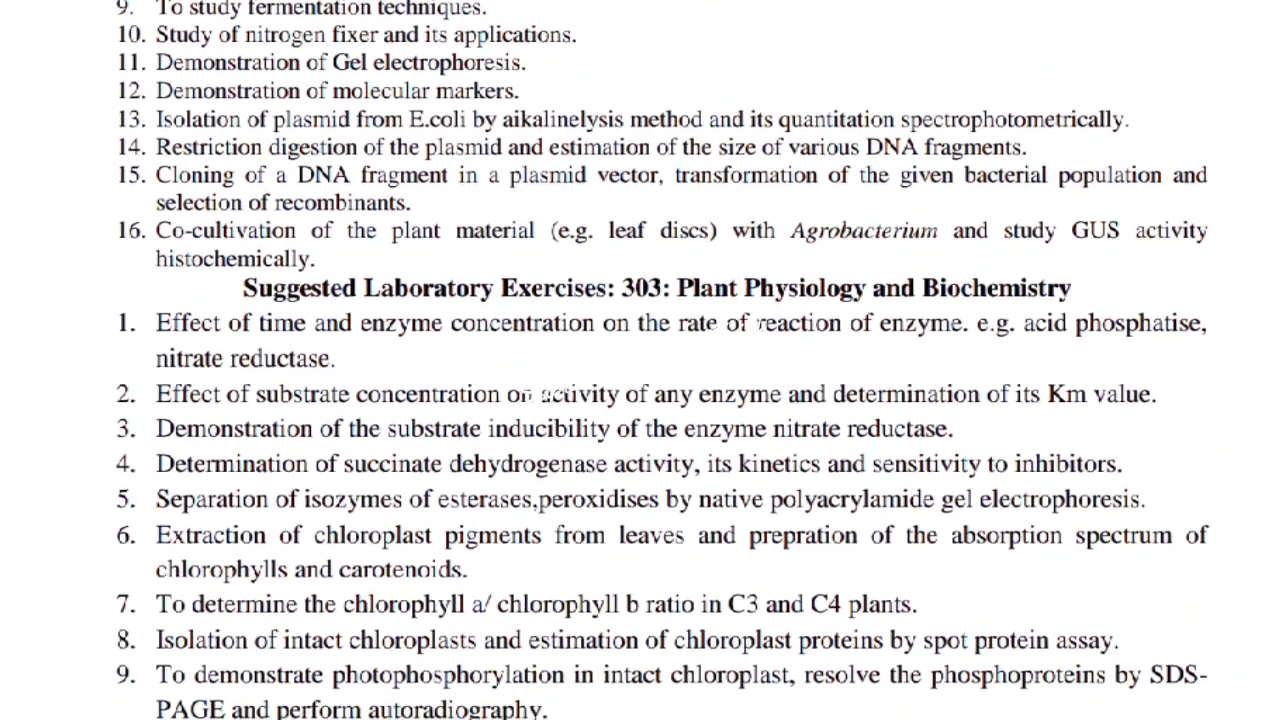 9. To study fermentation techniques.
10. Study of nitrogen fixer and its applications.
11. Demonstration of Gel electrophoresis.
12. Demonstration of molecular markers.
13. Isolation of plasmid from E.coli by aikalinelysis method and its quantitation spectrophotometrically.
14. Restriction digestion of the plasmid and estimation of the size of various DNA fragments.
15. Cloning of a DNA fragment in a plasmid vector, transformation of the given bacterial population and
selection of recombinants.
16. Co-cultivation of the plant material (e.g. leaf discs) with Agrobacterium and study GUS activity
histochemically.
Suggested Laboratory Exercises: 303: Plant Physiology and Biochemistry
1. Effect of time and enzyme concentration on the rate of reaction of enzyme. e.g. acid phosphatise,
nitrate reductase.
2. Effect of substrate concentration on activity of any enzyme and determination of its Km value.
3. Demonstration of the substrate inducibility of the enzyme nitrate reductase.
4. Determination of succinate dehydrogenase activity, its kinetics and sensitivity to inhibitors.
5. Separation of isozymes of esterases,peroxidises by native polyacrylamide gel electrophoresis.
6. Extraction of chloroplast pigments from leaves and prepration of the absorption spectrum of
chlorophylls and carotenoids.
7. To determine the chlorophyll a/ chlorophyll b ratio in C3 and C4 plants.
8. Isolation of intact chloroplasts and estimation of chloroplast proteins by spot protein assay.
9. To demonstrate photophosphorylation in intact chloroplast, resolve the phosphoproteins by SDS-
PAGE and perform autoradiography.